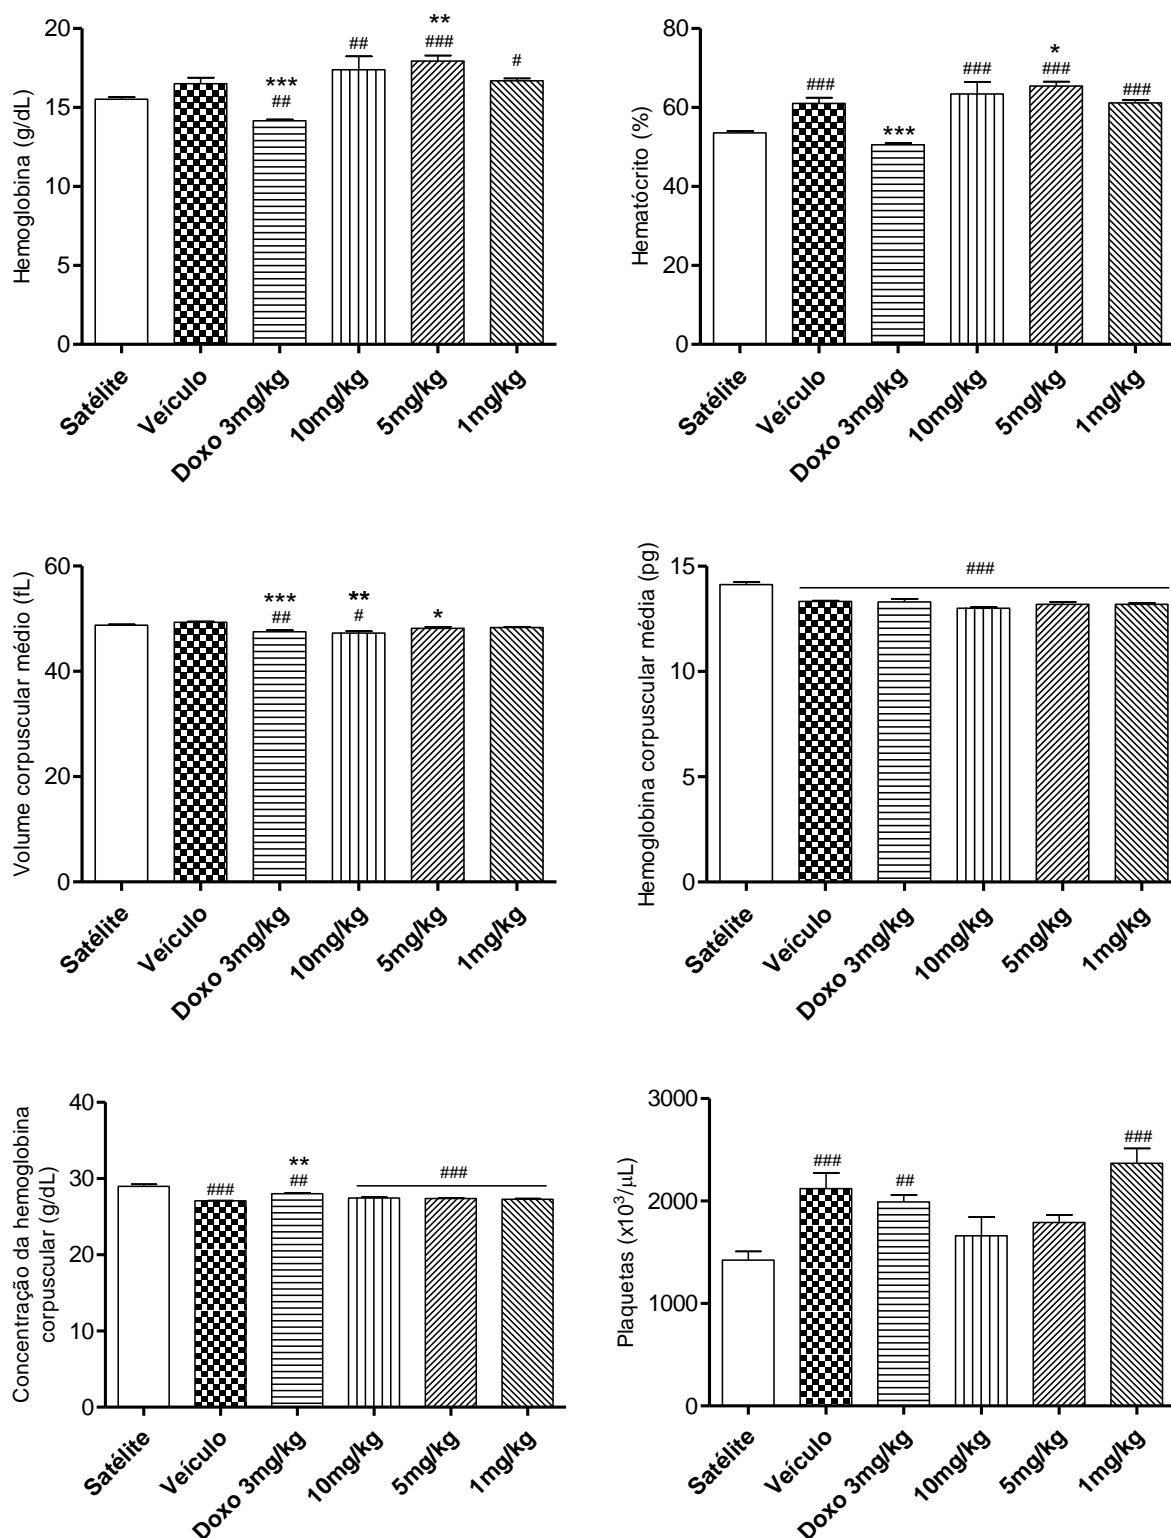 Hemoglobina (g/dL)
20
15
10
5
0
**
***
##
##
###
#
Satélite
Veículo
Doxo 3mg/kg
10mg/kg
5mg/kg
1mg/kg
Hematócrito (%)
80
60
40
20
0
*
###
***
###
###
###
Satélite
Veículo
Doxo 3mg/kg
10mg/kg
5mg/kg
1mg/kg
Volume corpuscular médio (fL)
60
40
20
0
***
##
**
#
*
Satélite
Veículo
Doxo 3mg/kg
10mg/kg
5mg/kg
1mg/kg
Hemoglobina corpuscular média (pg)
15
10
5
0
###
Satélite
Veículo
Doxo 3mg/kg
10mg/kg
5mg/kg
1mg/kg
Concentração da hemoglobina
corpuscular (g/dL)
40
30
20
10
0
###
**
##
###
Satélite
Veículo
Doxo 3mg/kg
10mg/kg
5mg/kg
1mg/kg
Plaquetas (x10³/µL)
3000
2000
1000
0
###
##
###
Satélite
Veículo
Doxo 3mg/kg
10mg/kg
5mg/kg
1mg/kg